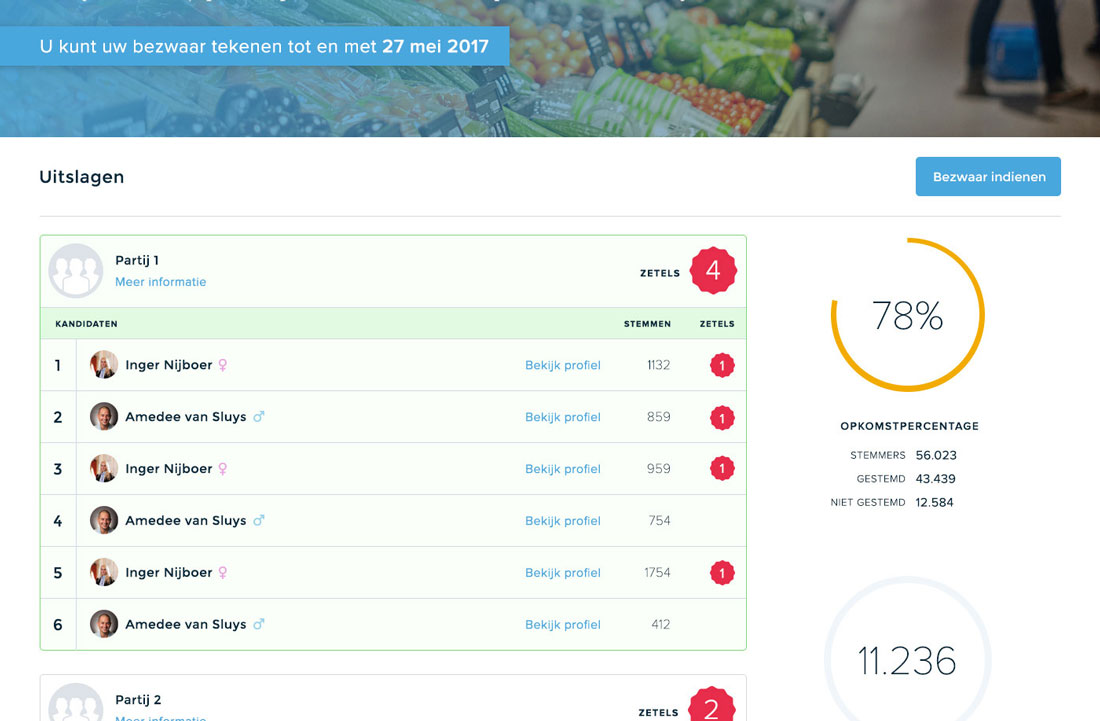 U kunt uw bezwaar tekenen tot en met 27 mei 2017
Uitslagen
Bezwaar indienen
Partij 1
Meer informatie
ZETELS 4
KANDIDATEN STEMMEN ZETELS
1 Inger Nijboer ♀ Bekijk profiel 1132 1
2 Amedee van Sluys ♂ Bekijk profiel 859 1
3 Inger Nijboer ♀ Bekijk profiel 959 1
4 Amedee van Sluys ♂ Bekijk profiel 754
5 Inger Nijboer ♀ Bekijk profiel 1754 1
6 Amedee van Sluys ♂ Bekijk profiel 412
Partij 2
Meer informatie
ZETELS 2
78%
OPKOMSTPERCENTAGE
STEMMERS 56.023
GESTEMD 43.439
NIET GESTEMD 12.584
11.236